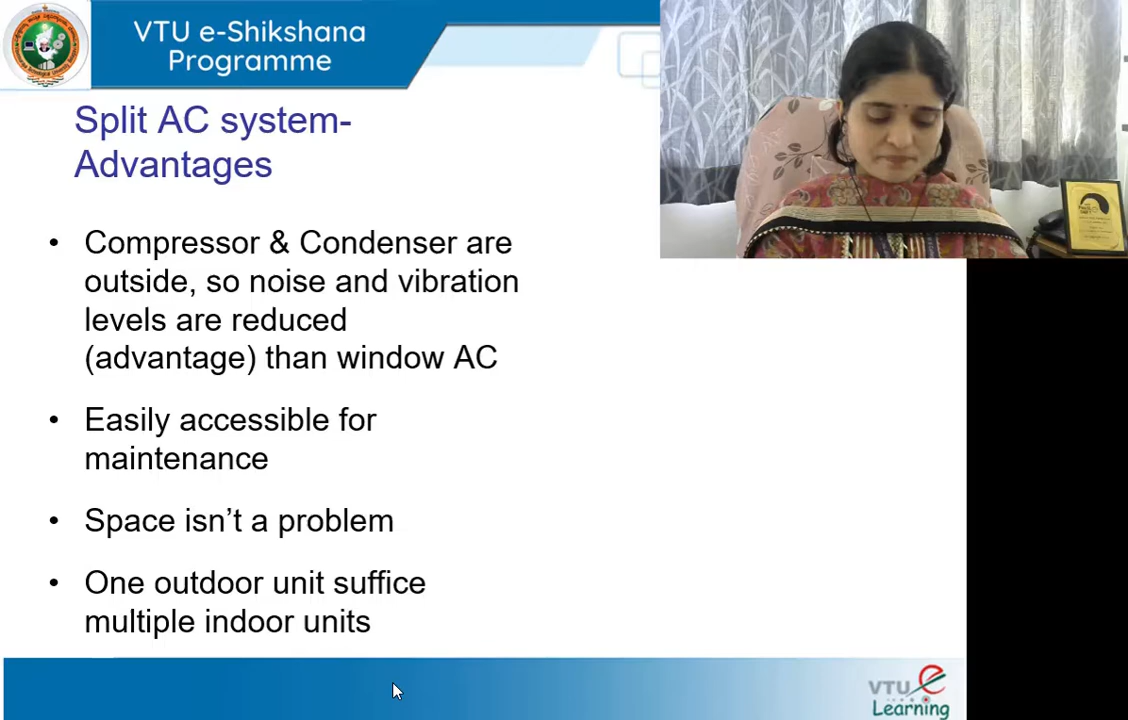 VTU e-Shikshana
Programme
Split AC system-
Advantages
• Compressor & Condenser are
outside, so noise and vibration
levels are reduced
(advantage) than window AC
• Easily accessible for
maintenance
• Space isn’t a problem
• One outdoor unit suffice
multiple indoor units
VTU e
Learning